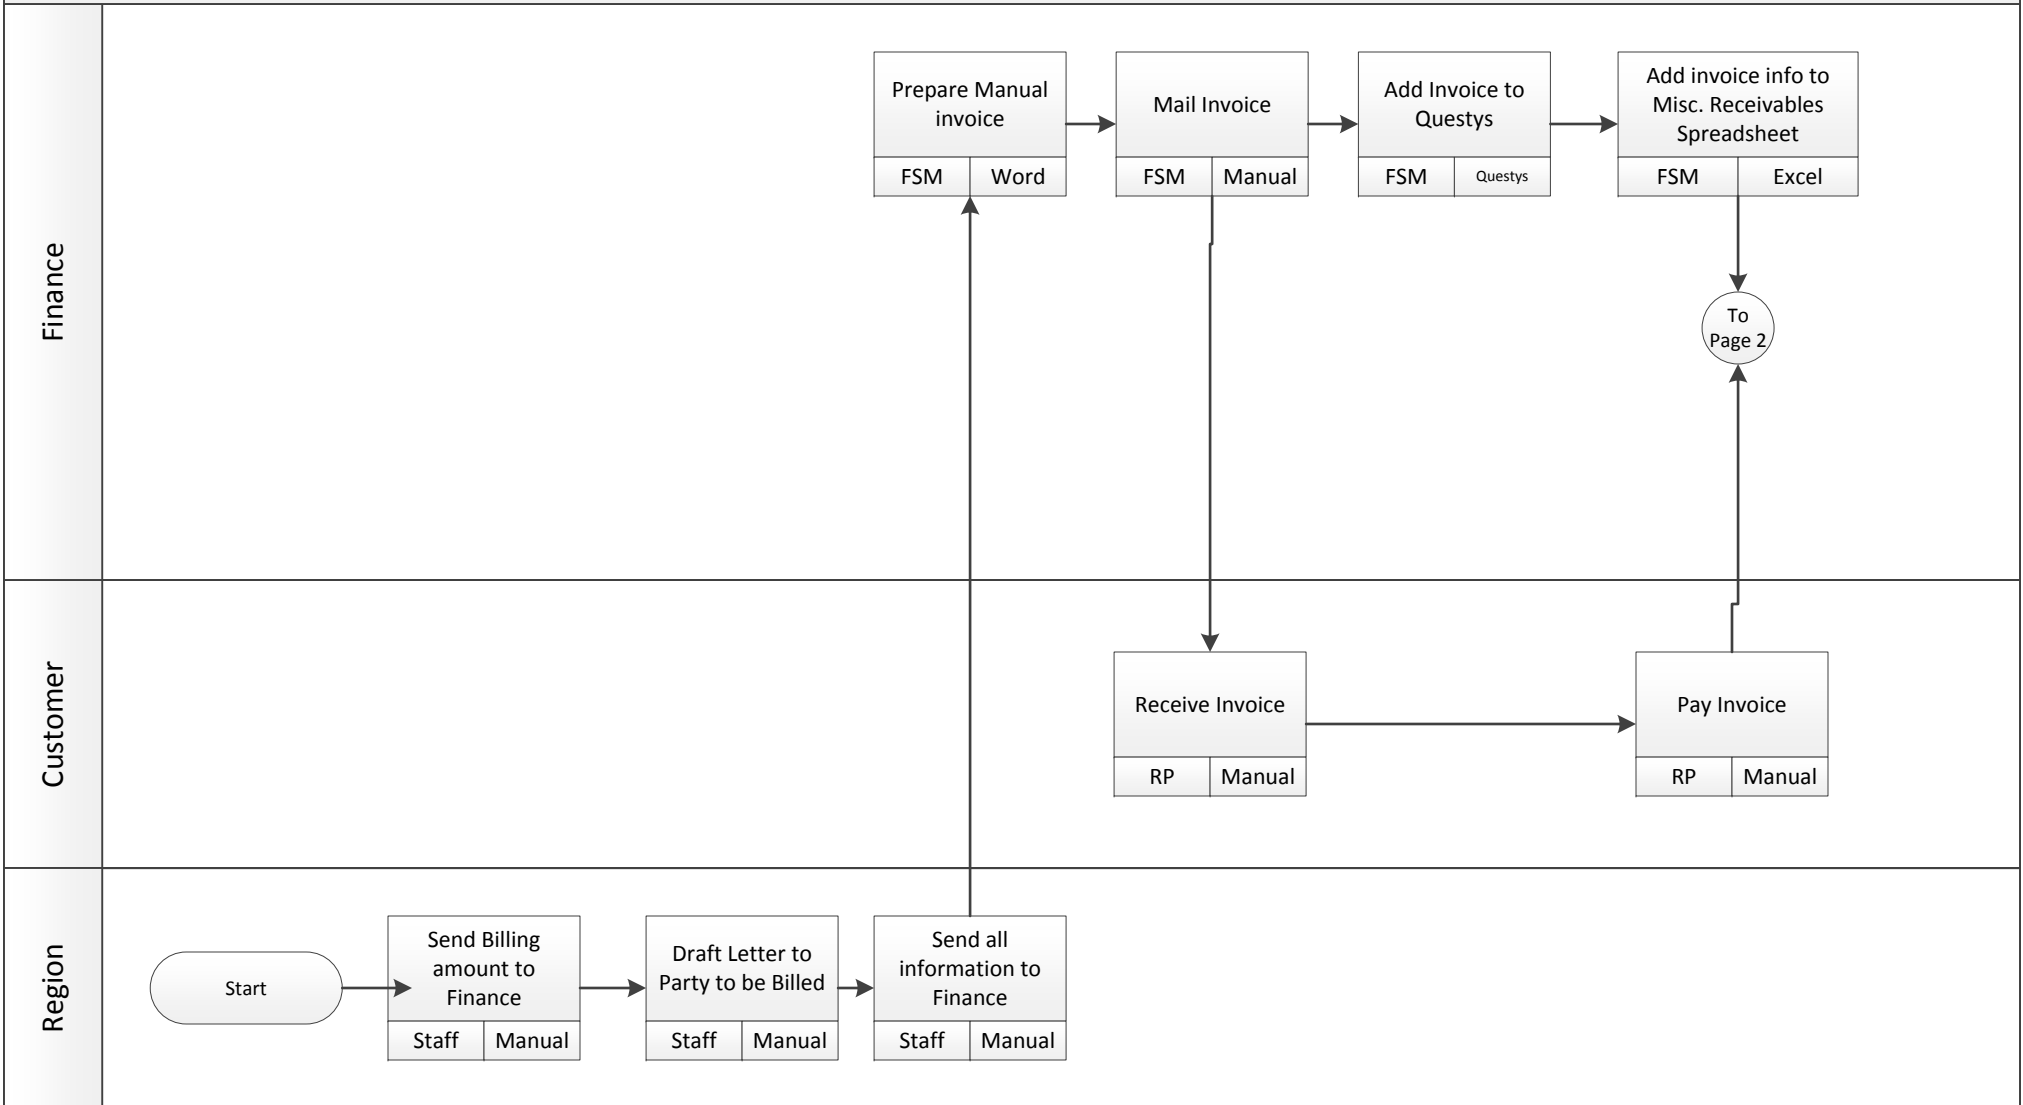 Finance
Prepare Manual
invoice
FSM
Word
Mail Invoice
FSM
Manual
Add Invoice to
Questys
FSM
Questys
Add invoice info to
Misc. Receivables
Spreadsheet
FSM
Excel
To
Page 2
Customer
Receive Invoice
RP
Manual
Pay Invoice
RP
Manual
Region
Start
Send Billing
amount to
Finance
Staff
Manual
Draft Letter to
Party to be Billed
Staff
Manual
Send all
information to
Finance
Staff
Manual